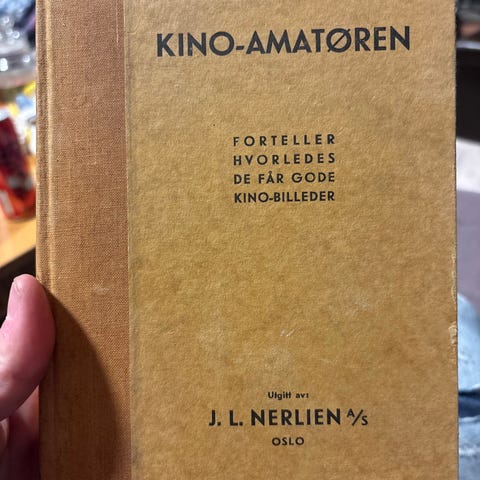 KINO-AMATØREN
FORTELLER
HVORLEDES
DE FÅR GODE
KINO-BILLEDER
Utgitt av:
J. L. NERLIEN A/S
OSLO